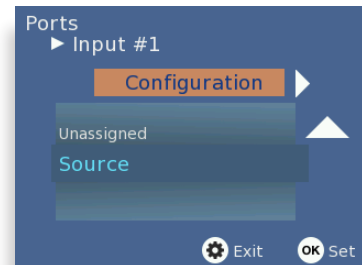 Ports
Input #1
Configuration
Unassigned
Source
Exit OK Set